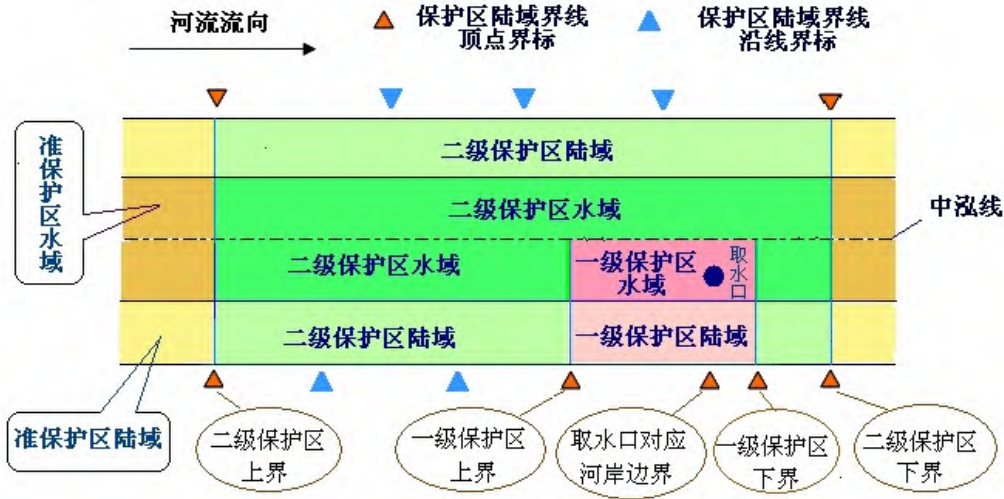 河流流向
保护区陆域界线
顶点界标
保护区陆域界线
沿线界标
准保护区水域
二级保护区陆域
二级保护区水域
中泓线
二级保护区水域
一级保护区
水域
取水口
二级保护区陆域
一级保护区陆域
准保护区陆域
二级保护区
上界
一级保护区
上界
取水口对应
河岸边界
一级保护区
下界
二级保护区
下界